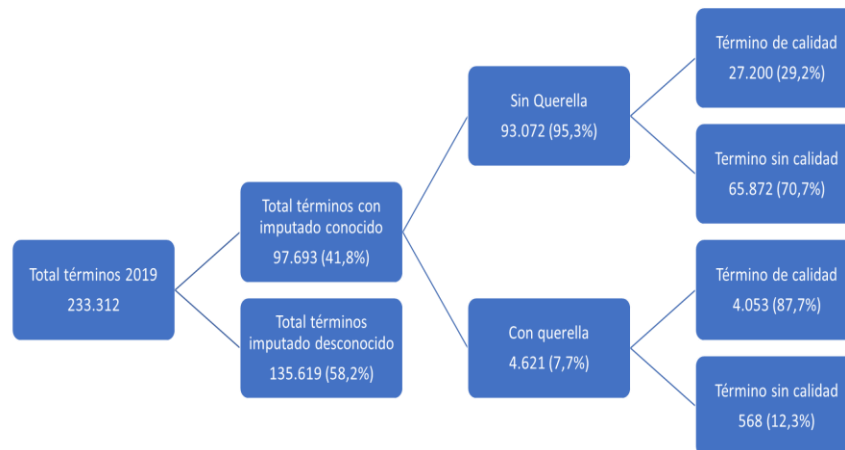 Total términos 2019
233.312
Total términos con
imputado conocido
97.693 (41,8%)
Total términos
imputado desconocido
135.619 (58,2%)
Sin Querella
93.072 (95,3%)
Con querella
4.621 (7,7%)
Término de calidad
27.200 (29,2%)
Termino sin calidad
65.872 (70,7%)
Término de calidad
4.053 (87,7%)
Término sin calidad
568 (12,3%)